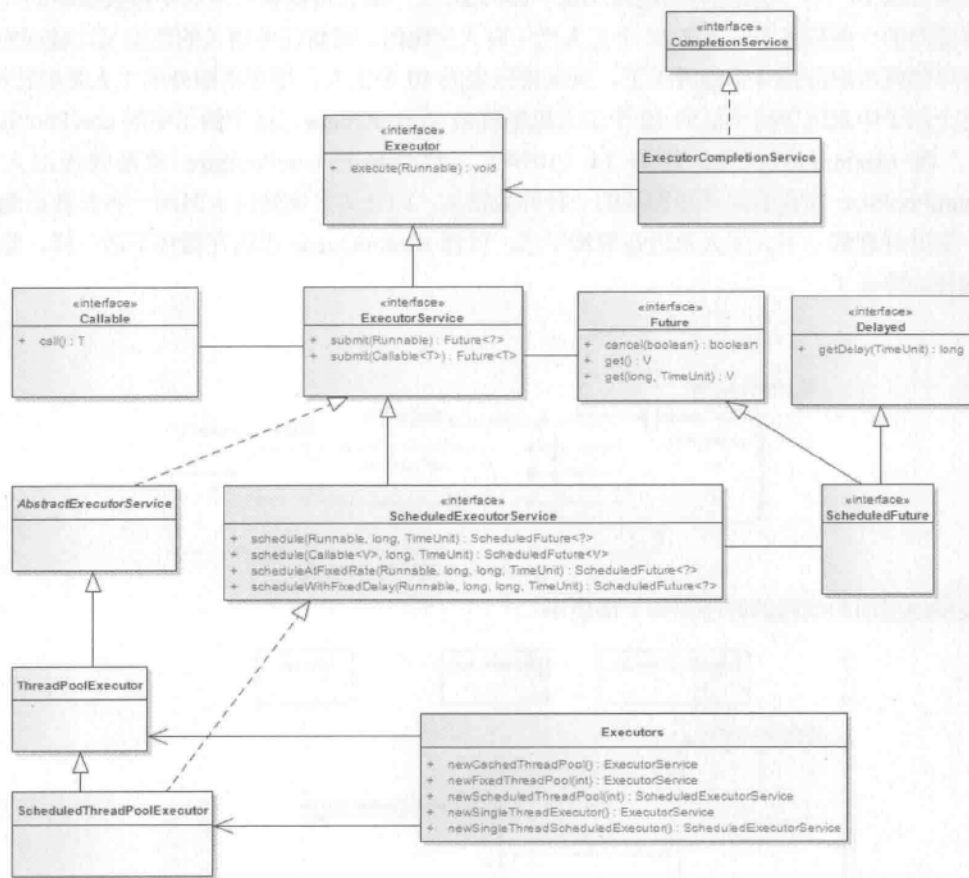 «interface»
CompletionService
«interface»
Executor
+ execute(Runnable) : void
ExecutorCompletionService
«interface»
Callable
+ call() : T
«interface»
ExecutorService
+ submit(Runnable) : Future<?>
+ submit(Callable<T>) : Future<T>
«interface»
Future
+ cancel(boolean) : boolean
+ get() : V
+ get(long, TimeUnit) : V
«interface»
Delayed
+ getDelay(TimeUnit) : long
AbstractExecutorService
«interface»
ScheduledExecutorService
+ schedule(Runnable, long, TimeUnit) : ScheduledFuture<?>
+ schedule(Callable<V>, long, TimeUnit) : ScheduledFuture<V>
+ scheduleAtFixedRate(Runnable, long, long, TimeUnit) : ScheduledFuture<?>
+ scheduleWithFixedDelay(Runnable, long, long, TimeUnit) : ScheduledFuture<?>
«interface»
ScheduledFuture
ThreadPoolExecutor
Executors
+ newCachedThreadPool() : ExecutorService
+ newFixedThreadPool(int) : ExecutorService
+ newScheduledThreadPool(int) : ScheduledExecutorService
+ newSingleThreadExecutor() : ExecutorService
+ newSingleThreadScheduledExecutor() : ScheduledExecutorService
ScheduledThreadPoolExecutor